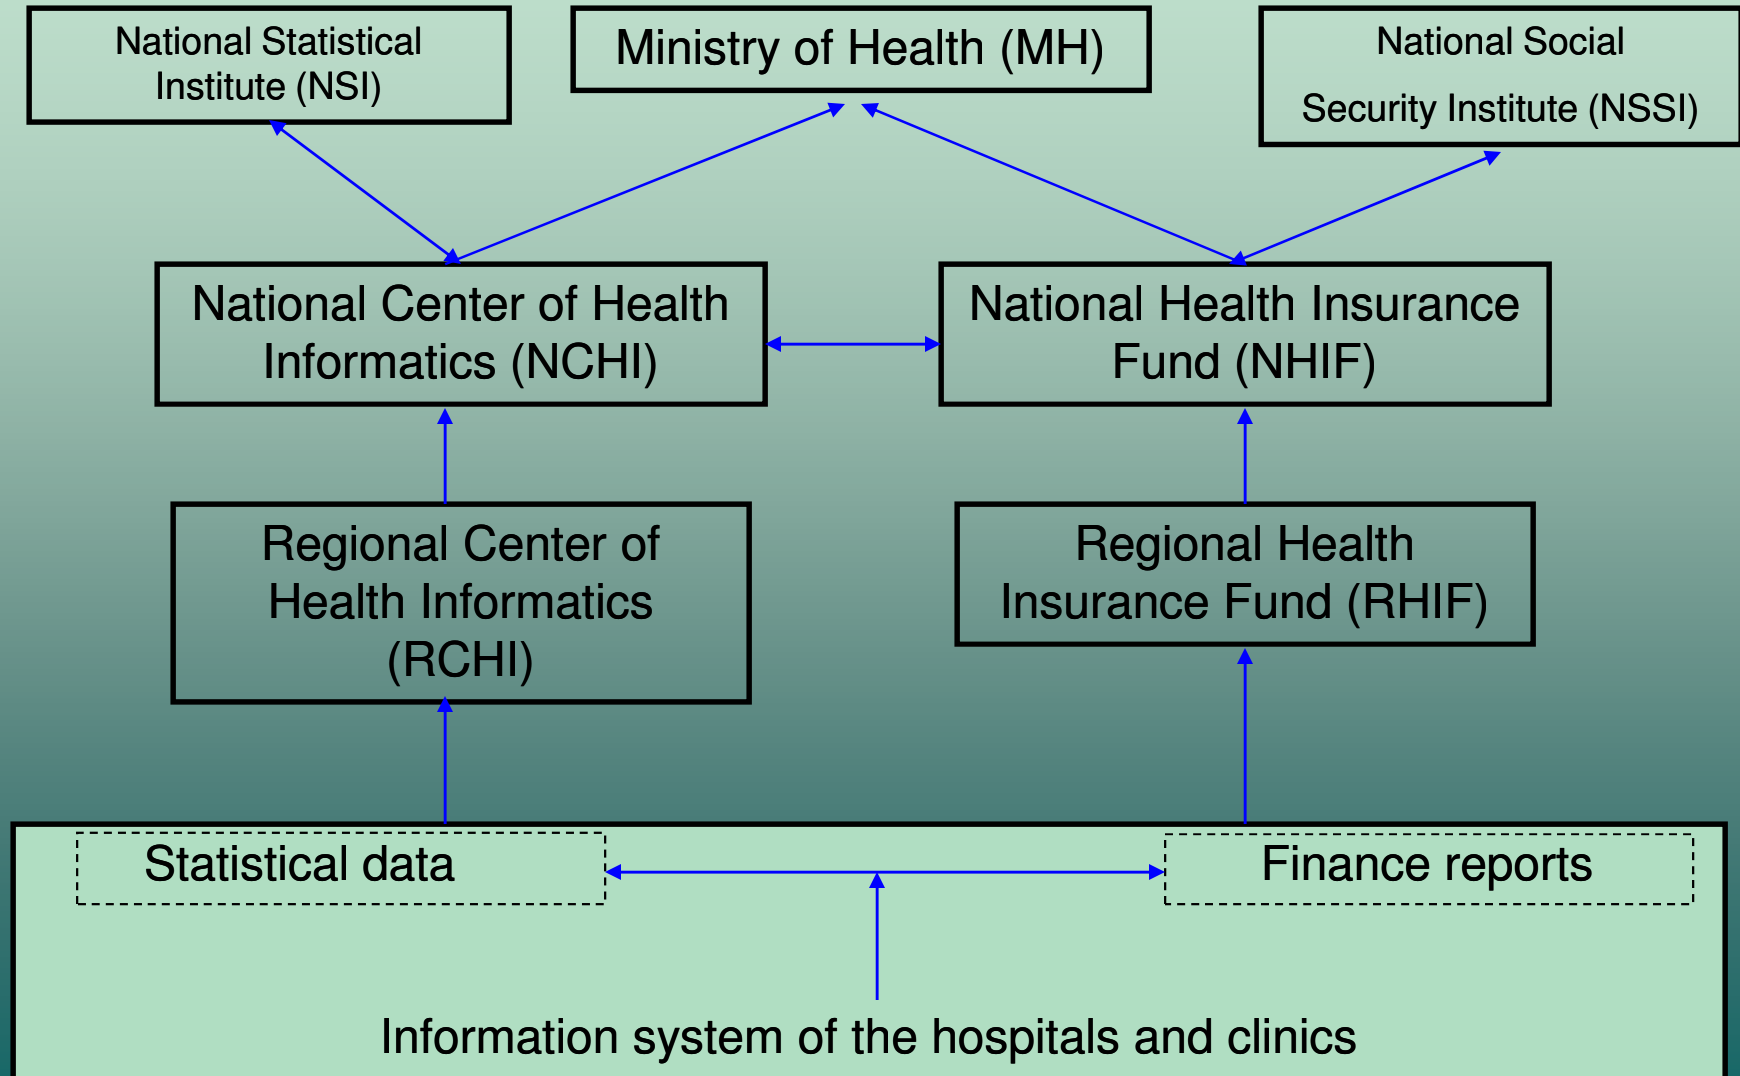 National Statistical
Institute (NSI)
Ministry of Health (MH)
National Social
Security Institute (NSSI)
National Center of Health
Informatics (NCHI)
National Health Insurance
Fund (NHIF)
Regional Center of
Health Informatics
(RCHI)
Regional Health
Insurance Fund (RHIF)
Statistical data
Finance reports
Information system of the hospitals and clinics